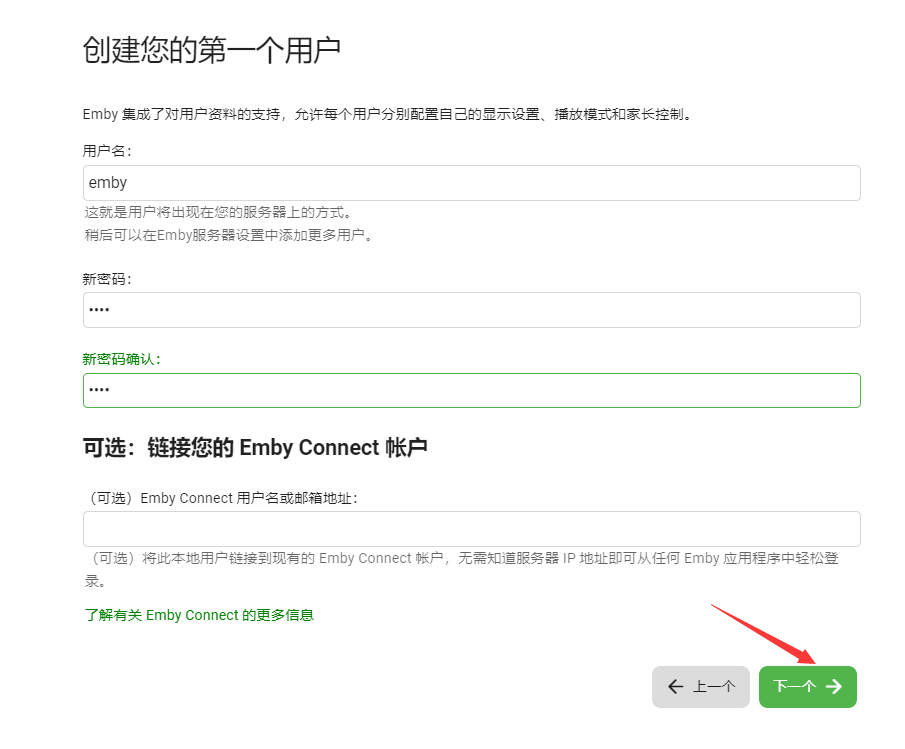 创建您的第一个用户
Emby 集成了对用户资料的支持，允许每个用户分别配置自己的显示设置、播放模式和家长控制。
用户名：
emby
这就是用户将出现在您的服务器上的方式。
稍后可以在Emby服务器设置中添加更多用户。
新密码：
••••
新密码确认：
••••
可选：链接您的 Emby Connect 帐户
（可选）Emby Connect 用户名或邮箱地址：
（可选）将此本地用户链接到现有的 Emby Connect 帐户，无需知道服务器 IP 地址即可从任何 Emby 应用程序中轻松登
录。
了解有关 Emby Connect 的更多信息
上一个 下一个